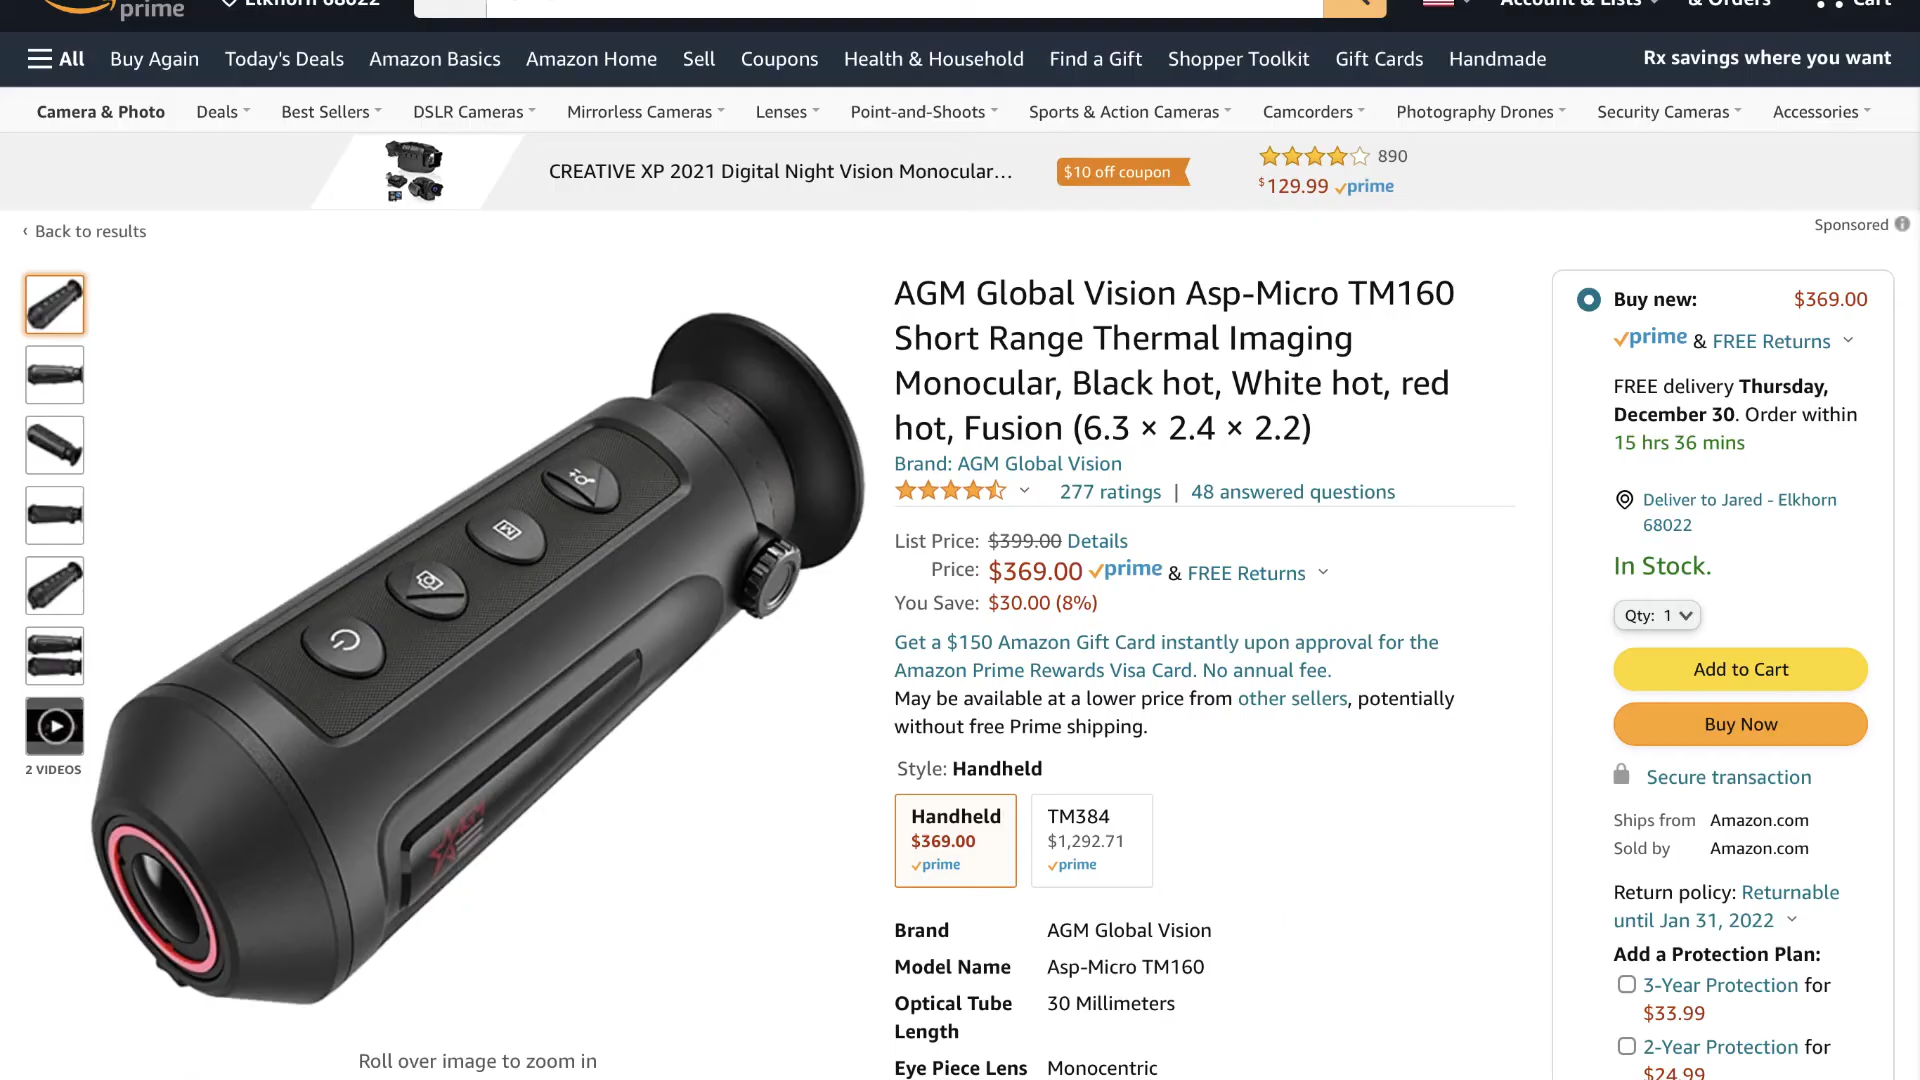 prime
Elkhorn 68022
Account & Lists
& Orders
Cart
All
Buy Again
Today's Deals
Amazon Basics
Amazon Home
Sell
Coupons
Health & Household
Find a Gift
Shopper Toolkit
Gift Cards
Handmade
Rx savings where you want
Camera & Photo
Deals
Best Sellers
DSLR Cameras
Mirrorless Cameras
Lenses
Point-and-Shoots
Sports & Action Cameras
Camcorders
Photography Drones
Security Cameras
Accessories
CREATIVE XP 2021 Digital Night Vision Monocular...
$10 off coupon
890
$129.99 prime
‹ Back to results
Sponsored
2 VIDEOS
AGM
M
Roll over image to zoom in
AGM Global Vision Asp-Micro TM160
Short Range Thermal Imaging
Monocular, Black hot, White hot, red
hot, Fusion (6.3 × 2.4 × 2.2)
Brand: AGM Global Vision
277 ratings | 48 answered questions
List Price: $399.00 Details
Price: $369.00 prime & FREE Returns
You Save: $30.00 (8%)
Get a $150 Amazon Gift Card instantly upon approval for the
Amazon Prime Rewards Visa Card. No annual fee.
May be available at a lower price from other sellers, potentially
without free Prime shipping.
Style: Handheld
Handheld
$369.00
prime
TM384
$1,292.71
prime
Brand AGM Global Vision
Model Name Asp-Micro TM160
Optical Tube 30 Millimeters
Length
Eye Piece Lens Monocentric
Buy new: $369.00
prime & FREE Returns
FREE delivery Thursday,
December 30. Order within
15 hrs 36 mins
Deliver to Jared - Elkhorn
68022
In Stock.
Qty: 1
Add to Cart
Buy Now
Secure transaction
Ships from Amazon.com
Sold by Amazon.com
Return policy: Returnable
until Jan 31, 2022
Add a Protection Plan:
3-Year Protection for
$33.99
2-Year Protection for
$24.99